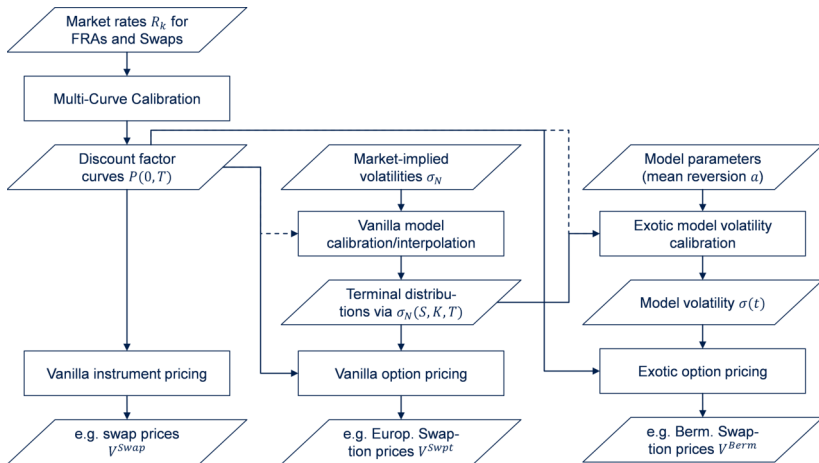 Market rates R_k for
FRAs and Swaps
Multi-Curve Calibration
Discount factor
curves P(0,T)
Market-implied
volatilities σ_N
Model parameters
(mean reversion a)
Vanilla model
calibration/interpolation
Exotic model volatility
calibration
Terminal distribu-
tions via σ_N(S,K,T)
Model volatility σ(t)
Vanilla instrument pricing
Vanilla option pricing
Exotic option pricing
e.g. swap prices
V^Swap
e.g. Europ. Swap-
tion prices V^Swpt
e.g. Berm. Swap-
tion prices V^Berm